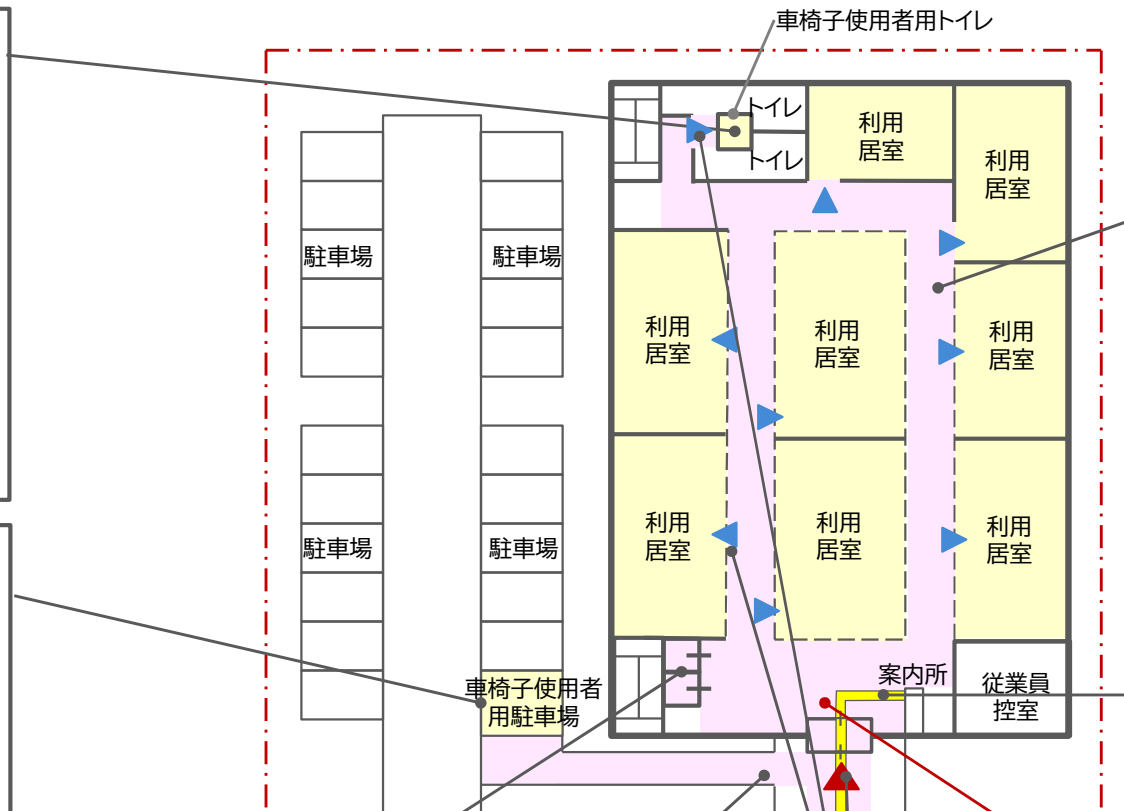 車椅子使用者用トイレ
トイレ
トイレ
利用
居室
利用
居室
駐車場
駐車場
利用
居室
利用
居室
利用
居室
利用
居室
利用
居室
利用
居室
駐車場
駐車場
車椅子使用者
用駐車場
案内所
従業員
控室